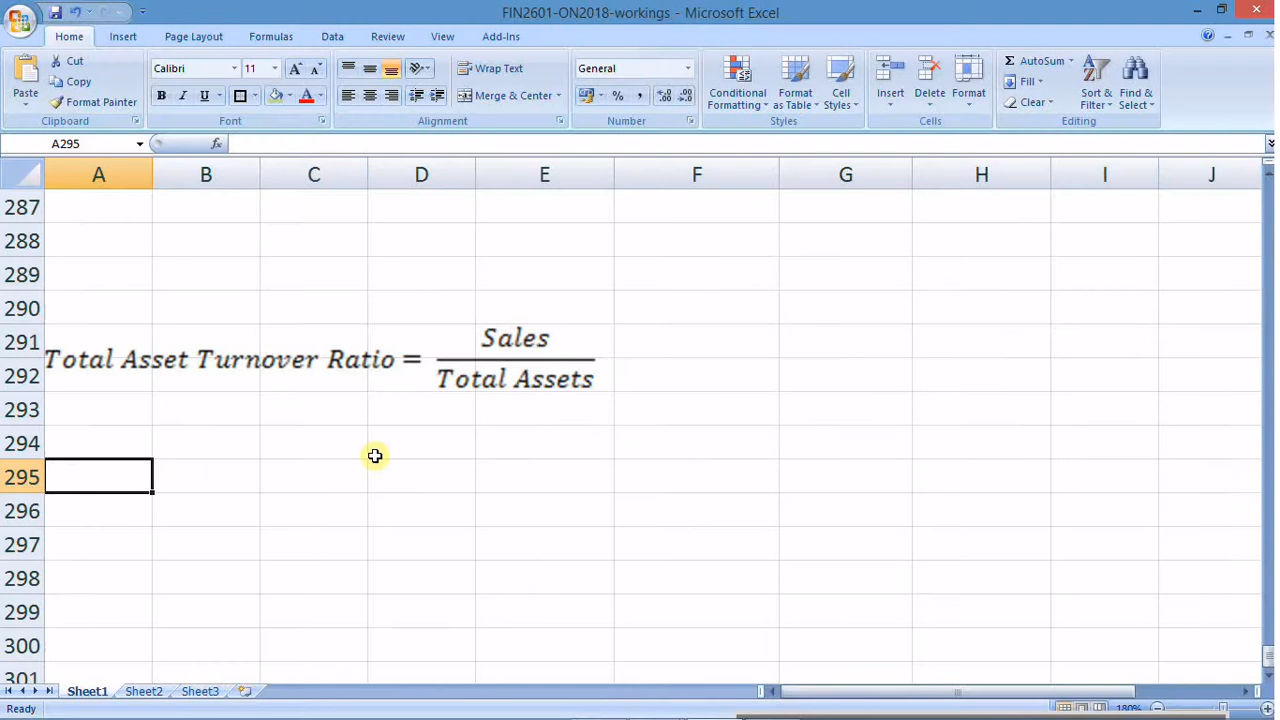 FIN2601-ON2018-workings - Microsoft Excel
Home Insert Page Layout Formulas Data Review View Add-Ins
Paste
Cut
Copy
Format Painter
Clipboard
Calibri 11
B I U
Font
Wrap Text
Merge & Center
Alignment
General
Number
Conditional Formatting
Format as Table
Cell Styles
Styles
Insert
Delete
Format
Cells
AutoSum
Fill
Clear
Sort & Filter
Find & Select
Editing
A295 fx
A B C D E F G H I J
287
288
289
290
291
292
293
294
295
296
297
298
299
300
301
Total Asset Turnover Ratio = Sales
Total Assets
Sheet1 Sheet2 Sheet3
Ready 180%